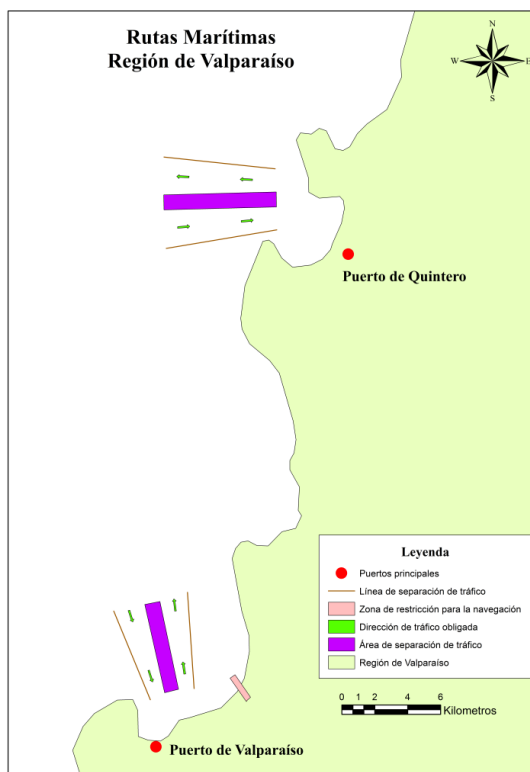 Rutas Marítimas
Región de Valparaíso
N
W
E
S
Puerto de Quintero
Leyenda
Puertos principales
Línea de separación de tráfico
Zona de restricción para la navegación
Dirección de tráfico obligada
Área de separación de tráfico
Región de Valparaíso
0 1 2 4 6
Kilometros
Puerto de Valparaíso